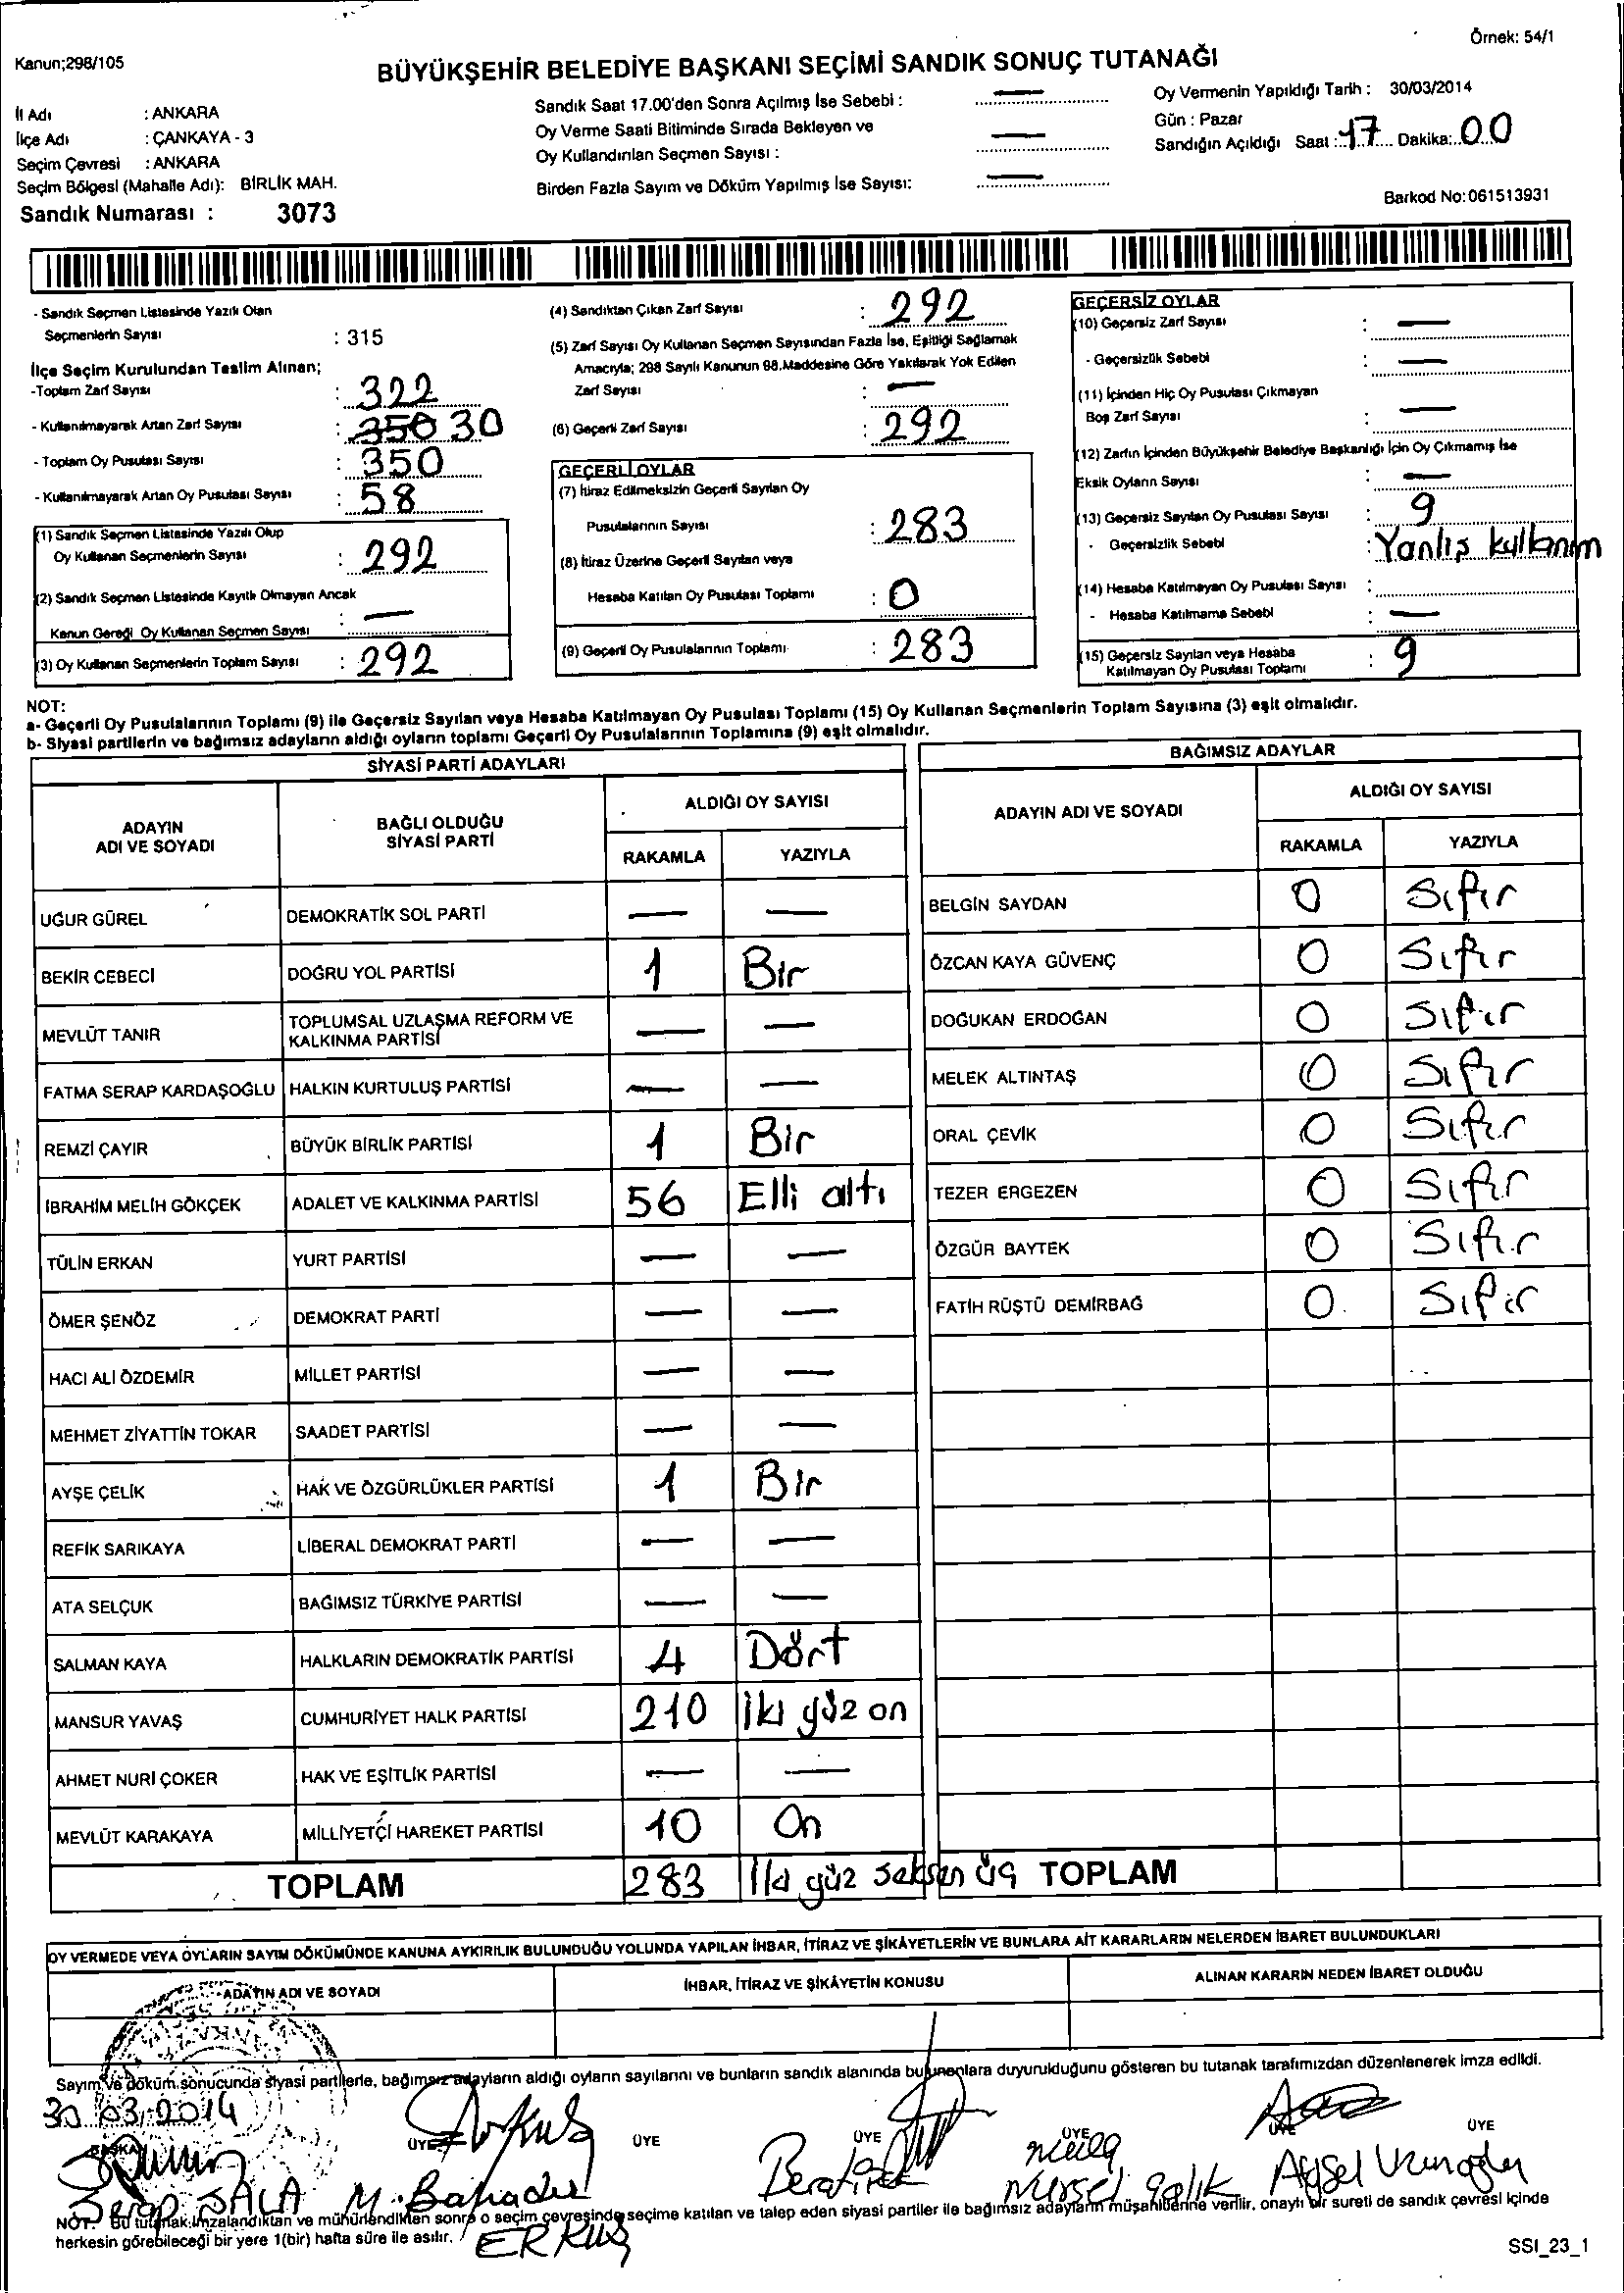 Örnek: 54/1
Kanun;298/105
BÜYÜKŞEHİR BELEDİYE BAŞKANI SEÇİMİ SANDIK SONUÇ TUTANAĞI
İl Adı : ANKARA
İlçe Adı : ÇANKAYA - 3
Seçim Çevresi : ANKARA
Seçim Bölgesi (Mahalle Adı): BİRLİK MAH.
Sandık Numarası : 3073
Sandık Saat 17.00'den Sonra Açılmış İse Sebebi : —
Oy Verme Saati Bitiminde Sırada Bekleyen ve
Oy Kullandırılan Seçmen Sayısı : —
Birden Fazla Sayım ve Döküm Yapılmış İse Sayısı: —
Oy Vermenin Yapıldığı Tarih : 30/03/2014
Gün : Pazar
Sandığın Açıldığı Saat : 17 Dakika: 00
Barkod No:061513931
- Sandık Seçmen Listesinde Yazılı Olan
Seçmenlerin Sayısı : 315
İlçe Seçim Kurulundan Teslim Alınan;
-Toplam Zarf Sayısı : 322
- Kullanılmayarak Artan Zarf Sayısı : 350 30
- Toplam Oy Pusulası Sayısı : 350
- Kullanılmayarak Artan Oy Pusulası Sayısı : 58
(1) Sandık Seçmen Listesinde Yazılı Olup
Oy Kullanan Seçmenlerin Sayısı : 292
(2) Sandık Seçmen Listesinde Kayıtlı Olmayan Ancak
Kanun Gereği Oy Kullanan Seçmen Sayısı : —
(3) Oy Kullanan Seçmenlerin Toplam Sayısı : 292
(4) Sandıktan Çıkan Zarf Sayısı : 292
(5) Zarf Sayısı Oy Kullanan Seçmen Sayısından Fazla İse, Eşitliği Sağlamak
Amacıyla; 298 Sayılı Kanunun 98.Maddesine Göre Yakılarak Yok Edilen
Zarf Sayısı : —
(6) Geçerli Zarf Sayısı : 292
GEÇERLİ OYLAR
(7) İtiraz Edilmeksizin Geçerli Sayılan Oy
Pusulalarının Sayısı : 283
(8) İtiraz Üzerine Geçerli Sayılan veya
Hesaba Katılan Oy Pusulası Toplamı : 0
(9) Geçerli Oy Pusulalarının Toplamı : 283
GEÇERSİZ OYLAR
(10) Geçersiz Zarf Sayısı : —
- Geçersizlik Sebebi : —
(11) İçinden Hiç Oy Pusulası Çıkmayan
Boş Zarf Sayısı : —
(12) Zarfın İçinden Büyükşehir Belediye Başkanlığı İçin Oy Çıkmamış İse
Eksik Oyların Sayısı : —
(13) Geçersiz Sayılan Oy Pusulası Sayısı : 9
- Geçersizlik Sebebi : Yanlış kullanım
(14) Hesaba Katılmayan Oy Pusulası Sayısı :
- Hesaba Katılmama Sebebi : —
(15) Geçersiz Sayılan veya Hesaba
Katılmayan Oy Pusulası Toplamı : 9
NOT:
a- Geçerli Oy Pusulalarının Toplamı (9) ile Geçersiz Sayılan veya Hesaba Katılmayan Oy Pusulası Toplamı (15) Oy Kullanan Seçmenlerin Toplam Sayısına (3) eşit olmalıdır.
b- Siyasi partilerin ve bağımsız adayların aldığı oyların toplamı Geçerli Oy Pusulalarının Toplamına (9) eşit olmalıdır.
SİYASİ PARTİ ADAYLARI
ADAYIN
ADI VE SOYADI
BAĞLI OLDUĞU
SİYASİ PARTİ
ALDIĞI OY SAYISI
RAKAMLA YAZIYLA
UĞUR GÜREL DEMOKRATİK SOL PARTİ — —
BEKİR CEBECİ DOĞRU YOL PARTİSİ 1 Bir
MEVLÜT TANIR TOPLUMSAL UZLAŞMA REFORM VE
KALKINMA PARTİSİ — —
FATMA SERAP KARDAŞOĞLU HALKIN KURTULUŞ PARTİSİ — —
REMZİ ÇAYIR BÜYÜK BİRLİK PARTİSİ 1 Bir
İBRAHİM MELİH GÖKÇEK ADALET VE KALKINMA PARTİSİ 56 Elli altı
TÜLİN ERKAN YURT PARTİSİ — —
ÖMER ŞENÖZ DEMOKRAT PARTİ — —
HACI ALİ ÖZDEMİR MİLLET PARTİSİ — —
MEHMET ZİYATTİN TOKAR SAADET PARTİSİ — —
AYŞE ÇELİK HAK VE ÖZGÜRLÜKLER PARTİSİ 1 Bir
REFİK SARIKAYA LİBERAL DEMOKRAT PARTİ — —
ATA SELÇUK BAĞIMSIZ TÜRKİYE PARTİSİ — —
SALMAN KAYA HALKLARIN DEMOKRATİK PARTİSİ 4 Dört
MANSUR YAVAŞ CUMHURİYET HALK PARTİSİ 210 İki yüz on
AHMET NURİ ÇOKER HAK VE EŞİTLİK PARTİSİ — —
MEVLÜT KARAKAYA MİLLİYETÇİ HAREKET PARTİSİ 10 On
TOPLAM 283 İki yüz seksen üç
BAĞIMSIZ ADAYLAR
ADAYIN ADI VE SOYADI
ALDIĞI OY SAYISI
RAKAMLA YAZIYLA
BELGİN SAYDAN 0 Sıfır
ÖZCAN KAYA GÜVENÇ 0 Sıfır
DOĞUKAN ERDOĞAN 0 Sıfır
MELEK ALTINTAŞ 0 Sıfır
ORAL ÇEVİK 0 Sıfır
TEZER ERGEZEN 0 Sıfır
ÖZGÜR BAYTEK 0 Sıfır
FATİH RÜŞTÜ DEMİRBAĞ 0 Sıfır
TOPLAM
OY VERMEDE VEYA OYLARIN SAYIM DÖKÜMÜNDE KANUNA AYKIRILIK BULUNDUĞU YOLUNDA YAPILAN İHBAR, İTİRAZ VE ŞİKÂYETLERİN VE BUNLARA AİT KARARLARIN NELERDEN İBARET BULUNDUKLARI
ADAYIN ADI VE SOYADI
İHBAR, İTİRAZ VE ŞİKÂYETİN KONUSU
ALINAN KARARIN NEDEN İBARET OLDUĞU
Sayım ve döküm sonucunda siyasi partilerle, bağımsız adayların aldığı oyların sayılarını ve bunların sandık alanında bulunanlara duyurulduğunu gösteren bu tutanak tarafımızdan düzenlenerek imza edildi.
30.03.2014
BAŞKAN ÜYE ÜYE ÜYE ÜYE ÜYE ÜYE
Serap SALA M. Bahadır
ERKUŞ
Nursel Çelik
Aysel
NOT: Bu tutanak imzalandıktan ve mühürlendikten sonra o seçim çevresinde seçime katılan ve talep eden siyasi partiler ile bağımsız adayların müşahitlerine verilir, onaylı bir sureti de sandık çevresi içinde
herkesin görebileceği bir yere 1(bir) hafta süre ile asılır.
SSI_23_1